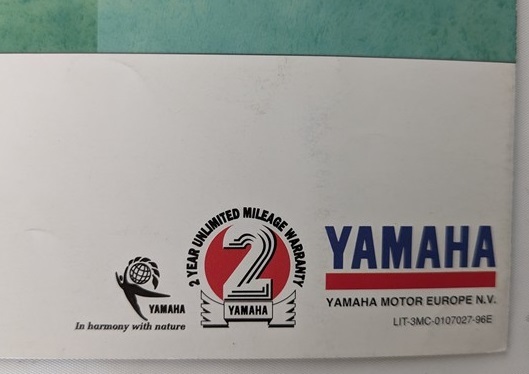 YAMAHA
In harmony with nature
2 YEAR UNLIMITED MILEAGE WARRANTY
2
YAMAHA
YAMAHA
YAMAHA MOTOR EUROPE N.V.
LIT-3MC-0107027-96E